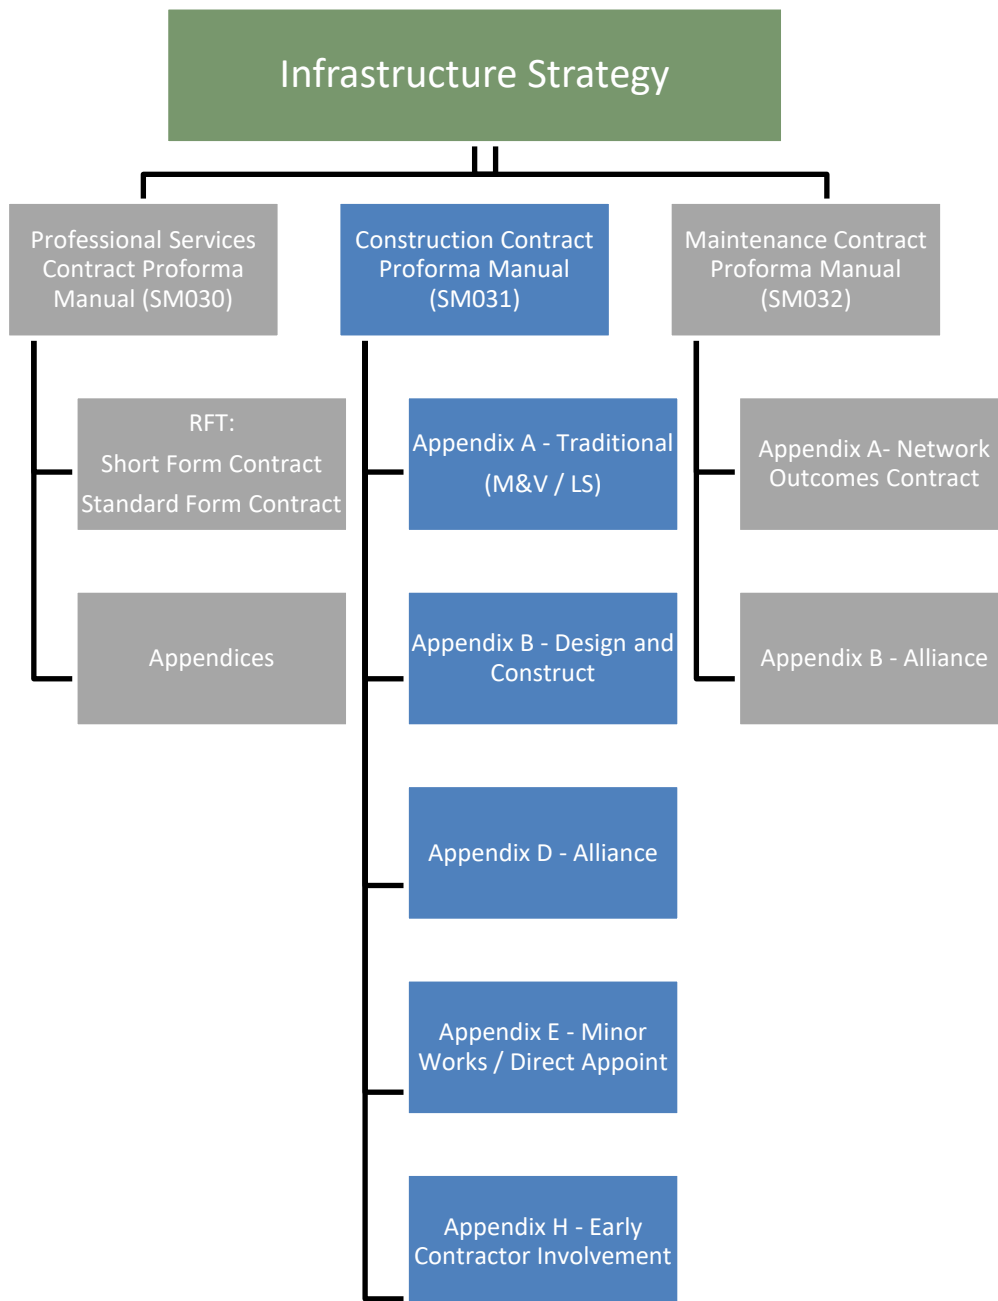 Infrastructure Strategy
Professional Services
Contract Proforma
Manual (SM030)
Construction Contract
Proforma Manual
(SM031)
Maintenance Contract
Proforma Manual
(SM032)
RFT:
Short Form Contract
Standard Form Contract
Appendices
Appendix A - Traditional
(M&V / LS)
Appendix B - Design and
Construct
Appendix D - Alliance
Appendix E - Minor
Works / Direct Appoint
Appendix H - Early
Contractor Involvement
Appendix A- Network
Outcomes Contract
Appendix B - Alliance